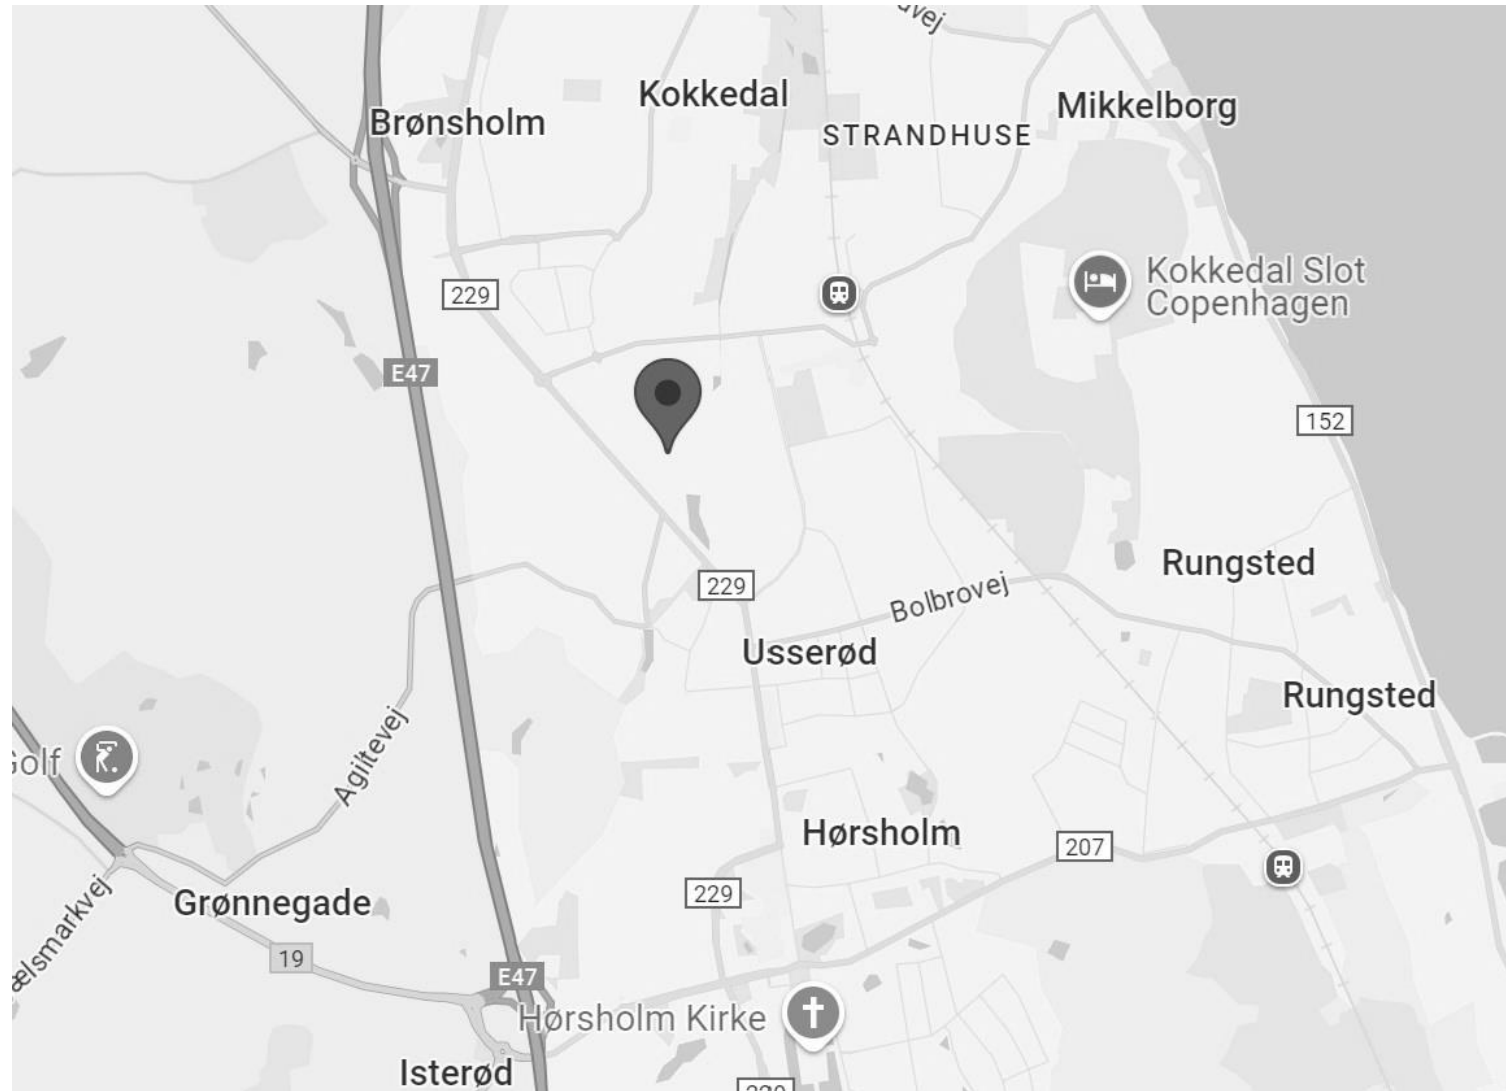 Kokkedal
Mikkelborg
Brønsholm
STRANDHUSE
Kokkedal Slot
Copenhagen
229
E47
152
Rungsted
229
Bolbrovej
Usserød
Rungsted
Agiltevej
Golf
Hørsholm
207
229
Grønnegade
19
E47
Hørsholm Kirke
Isterød